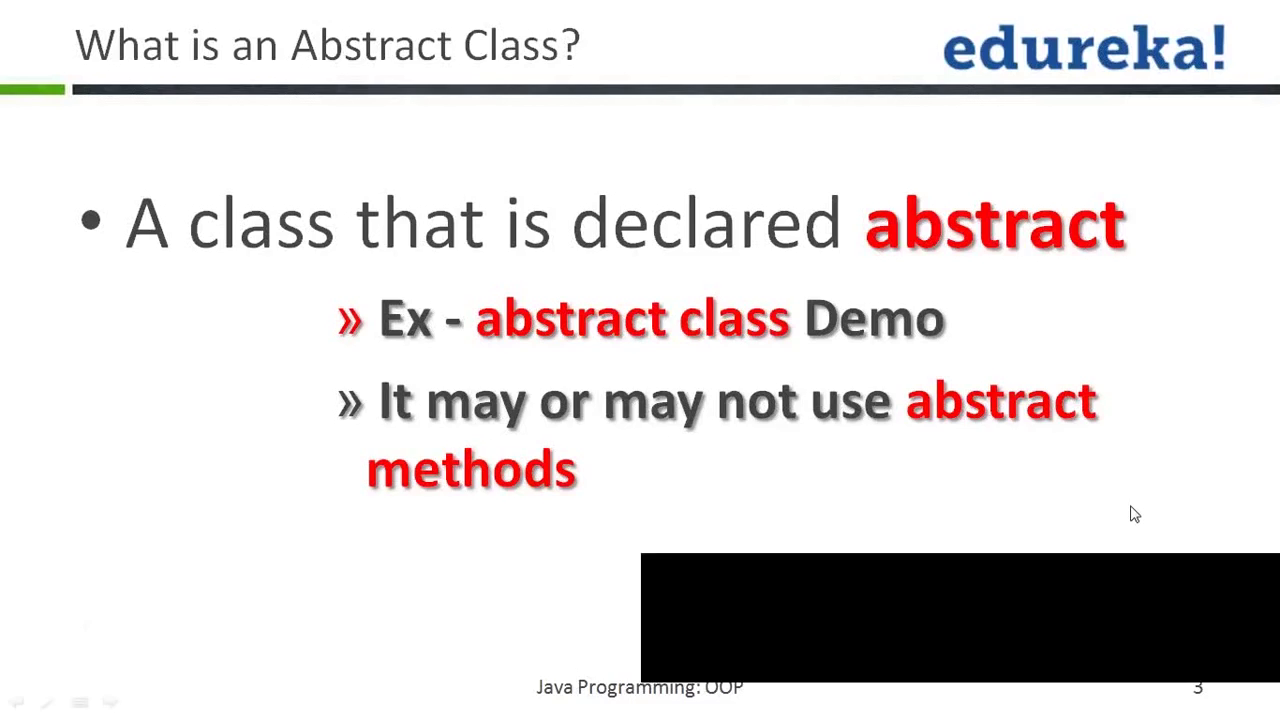 What is an Abstract Class?
edureka!
• A class that is declared abstract
» Ex - abstract class Demo
» It may or may not use abstract
methods
Java Programming: OOP
3